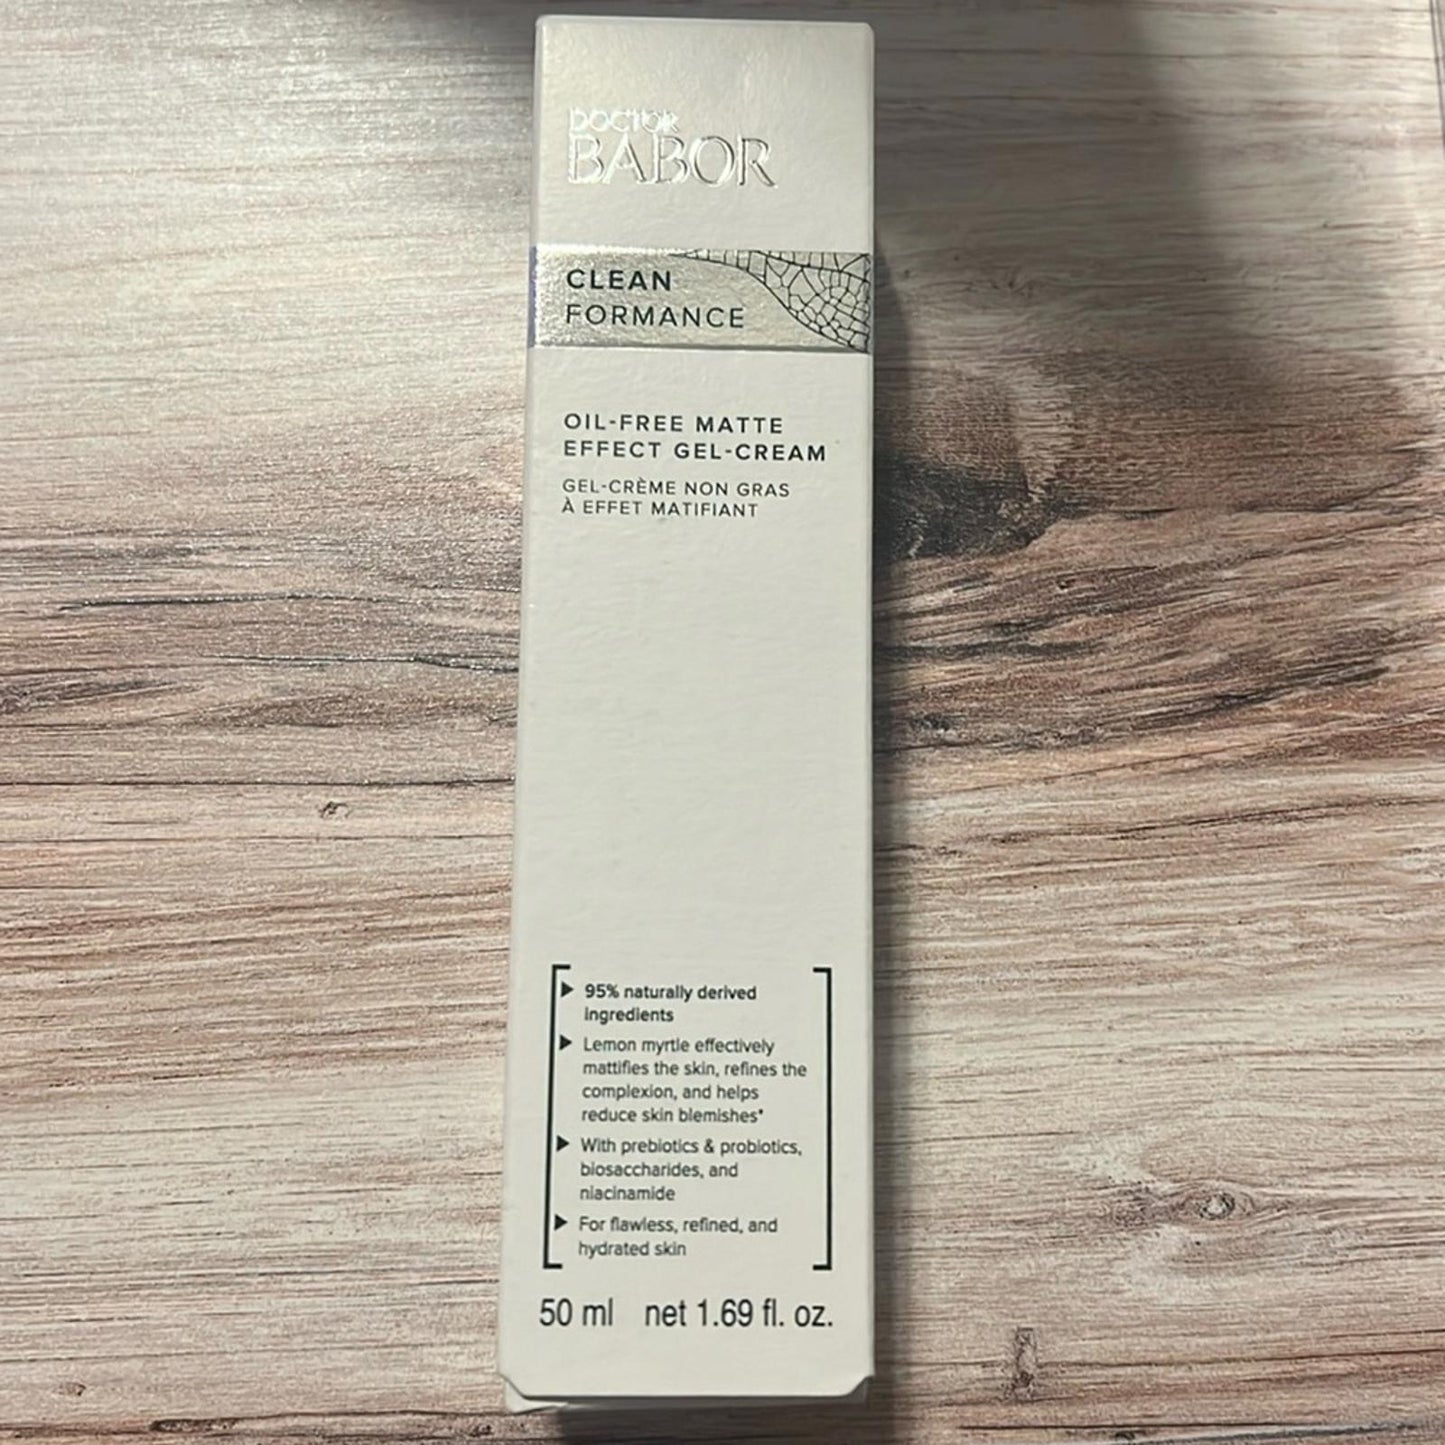 DOCTOR
BABOR
CLEAN
FORMANCE
OIL-FREE MATTE
EFFECT GEL-CREAM
GEL-CRÈME NON GRAS
À EFFET MATIFIANT
▶ 95% naturally derived
ingredients
▶ Lemon myrtle effectively
mattifies the skin, refines the
complexion, and helps
reduce skin blemishes*
▶ With prebiotics & probiotics,
biosaccharides, and
niacinamide
▶ For flawless, refined, and
hydrated skin
50 ml net 1.69 fl. oz.